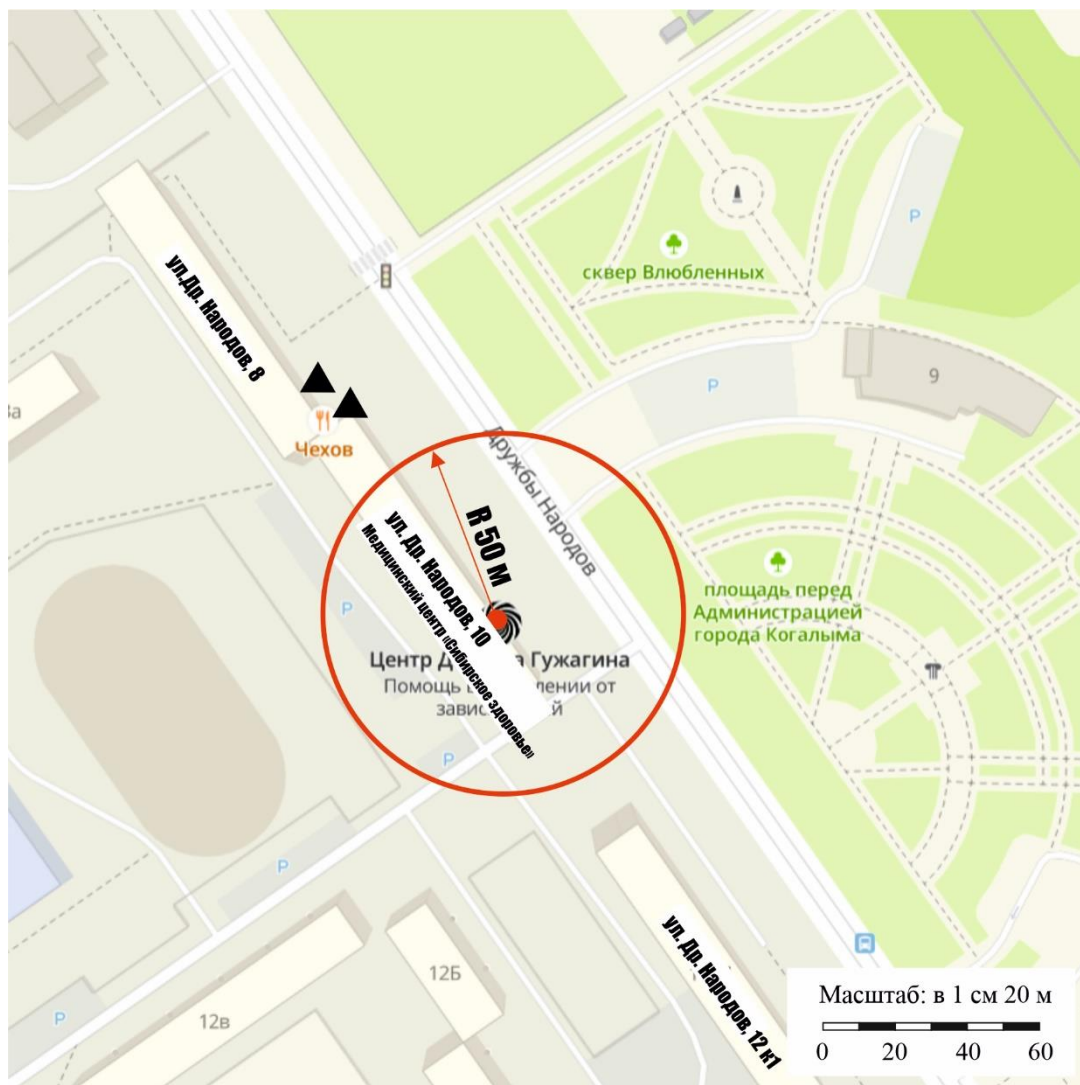 P
сквер Влюбленных
ул.Др. Народов, 8
P
9
Чехов
Дружбы Народов
R 50 м
ул. Др. Народов, 10
Медицинский центр «Сибирское здоровье»
P
площадь перед
Администрацией
города Когалыма
Центр Д а Гужагина
Помощь в лении от
завис й
P
P
ул. Др. Народов, 12 к1
12Б
12в
P
Масштаб: в 1 см 20 м
0 20 40 60